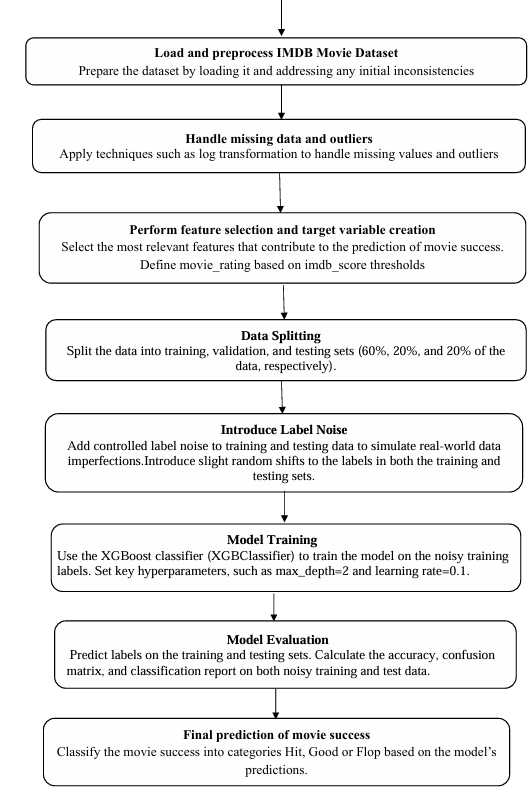 Load and preprocess IMDB Movie Dataset
Prepare the dataset by loading it and addressing any initial inconsistencies
Handle missing data and outliers
Apply techniques such as log transformation to handle missing values and outliers
Perform feature selection and target variable creation
Select the most relevant features that contribute to the prediction of movie success.
Define movie_rating based on imdb_score thresholds
Data Splitting
Split the data into training, validation, and testing sets (60%, 20%, and 20% of the
data, respectively).
Introduce Label Noise
Add controlled label noise to training and testing data to simulate real-world data
imperfections.Introduce slight random shifts to the labels in both the training and
testing sets.
Model Training
Use the XGBoost classifier (XGBClassifier) to train the model on the noisy training
labels. Set key hyperparameters, such as max_depth=2 and learning rate=0.1.
Model Evaluation
Predict labels on the training and testing sets. Calculate the accuracy, confusion
matrix, and classification report on both noisy training and test data.
Final prediction of movie success
Classify the movie success into categories Hit, Good or Flop based on the model’s
predictions.